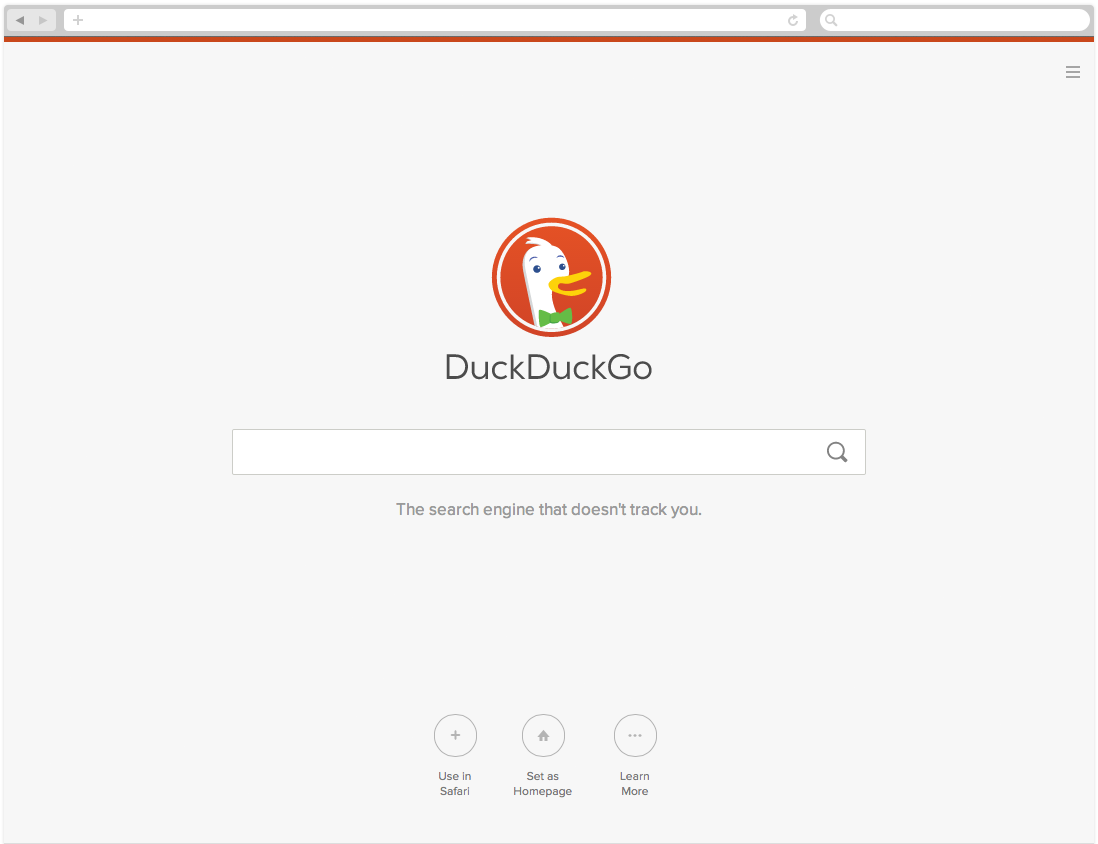 DuckDuckGo
The search engine that doesn't track you.
Use in
Safari
Set as
Homepage
Learn
More